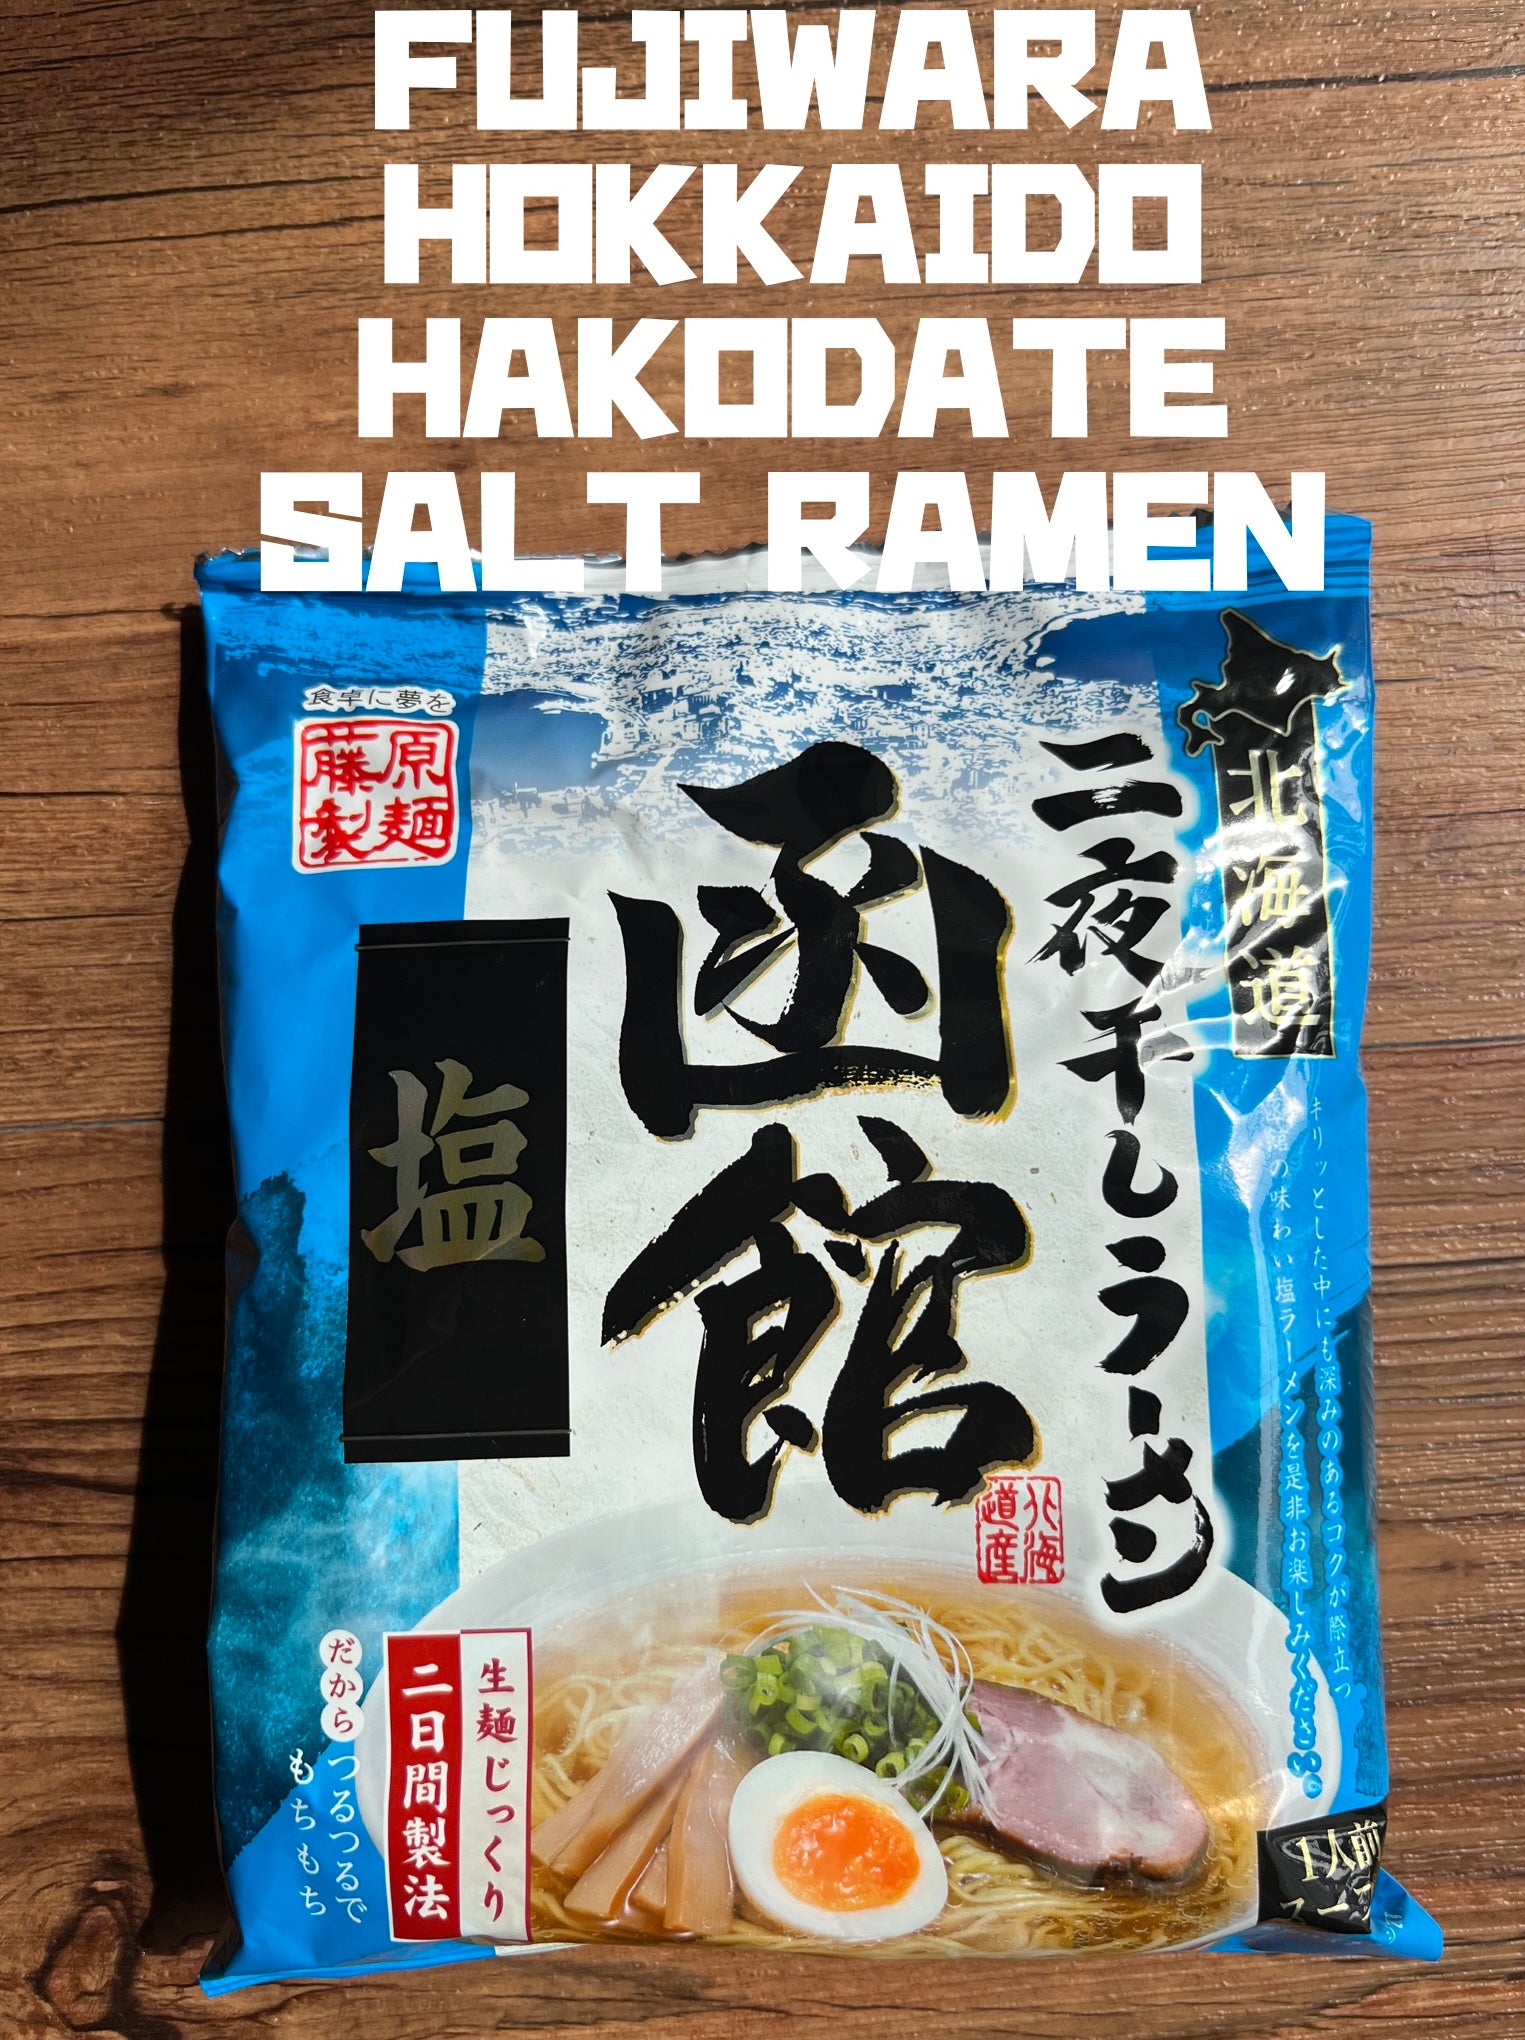 FUJIWARA
HOKKAIDO
HAKODATE
SALT RAMEN
食卓に夢を
藤原製麺
北海道
二夜干しラーメン
函館
塩
キリッとした中にも深みのあるコクが際立つ
函館の味わい塩ラーメンを是非お楽しみください。
北海道産
生麺じっくり
二日間製法
だから
つるつるで
もちもち
1人前